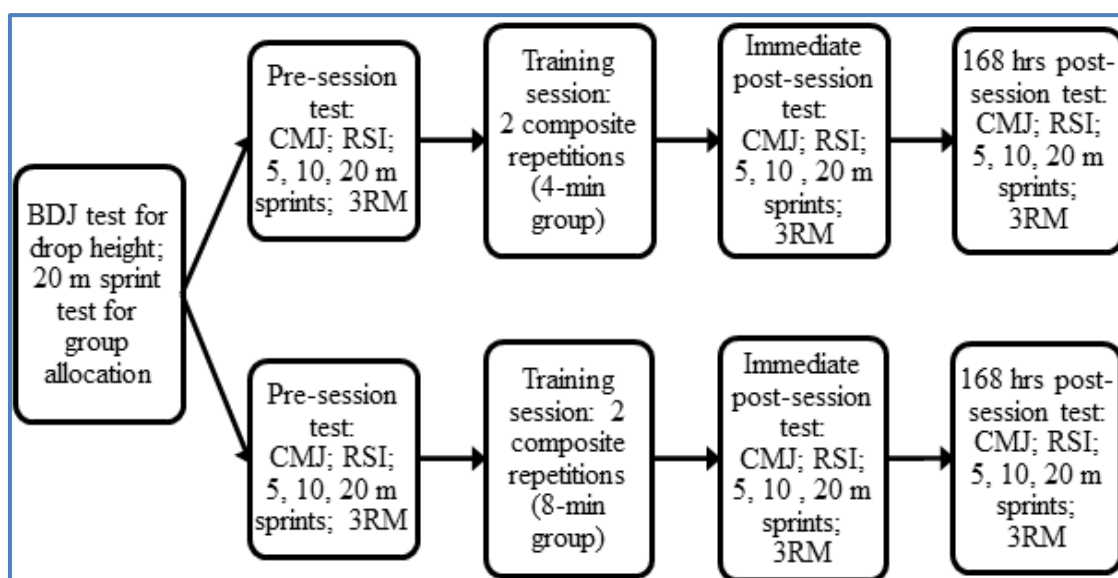 BDJ test for
drop height;
20 m sprint
test for
group
allocation
Pre-session
test:
CMJ; RSI;
5, 10, 20 m
sprints;  3RM
Training
session:
2 composite
repetitions
(4-min
group)
Immediate
post-session
test:
CMJ; RSI;
5, 10 , 20 m
sprints;
3RM
168 hrs post-
session test:
CMJ; RSI;
5, 10, 20 m
sprints;
3RM
Pre-session
test:
CMJ; RSI;
5, 10, 20 m
sprints;  3RM
Training
session:  2
composite
repetitions
(8-min
group)
Immediate
post-session
test:
CMJ; RSI;
5, 10 , 20 m
sprints;
3RM
168 hrs post-
session test:
CMJ; RSI;
5, 10, 20 m
sprints;
3RM